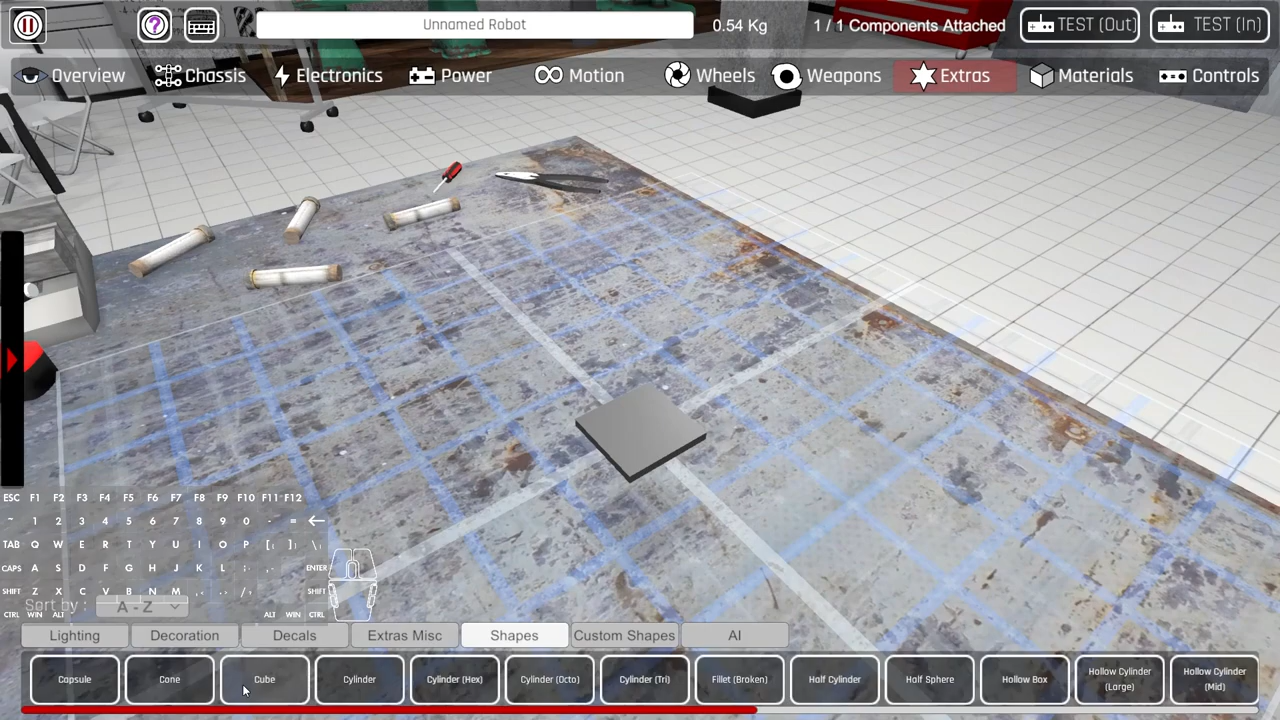 Unnamed Robot
0.54 Kg
1 / 1 Components Attached
TEST (Out)
TEST (In)
Overview
Chassis
Electronics
Power
Motion
Wheels
Weapons
Extras
Materials
Controls
ESC F1 F2 F3 F4 F5 F6 F7 F8 F9 F10 F11 F12
~ 1 2 3 4 5 6 7 8 9 0 - = ←
TAB Q W E R T Y U I O P [ ] \
CAPS A S D F G H J K L ; ENTER
SHIFT Z X C V B N M , . / SHIFT
CTRL WIN ALT ALT WIN CTRL
Sort by : A - Z
Lighting
Decoration
Decals
Extras Misc
Shapes
Custom Shapes
AI
Capsule
Cone
Cube
Cylinder
Cylinder (Hex)
Cylinder (Octo)
Cylinder (Tri)
Fillet (Broken)
Half Cylinder
Half Sphere
Hollow Box
Hollow Cylinder
(Large)
Hollow Cylinder
(Mid)